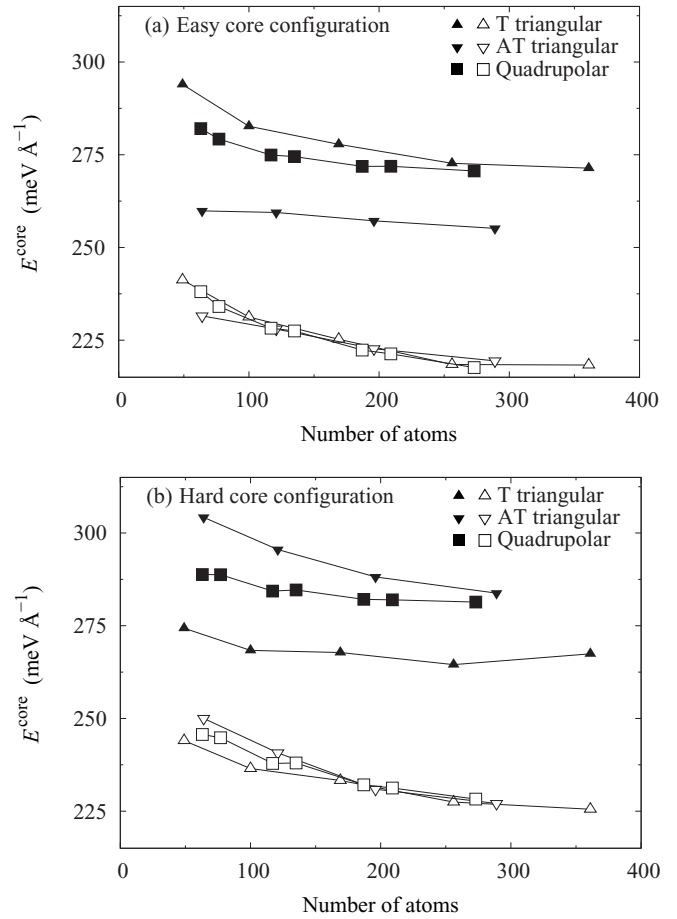 (a) Easy core configuration
T triangular
AT triangular
Quadrupolar
300
275
250
225
E^core (meV Å^−1)
0 100 200 300 400
Number of atoms
(b) Hard core configuration
T triangular
AT triangular
Quadrupolar
300
275
250
225
E^core (meV Å^−1)
0 100 200 300 400
Number of atoms